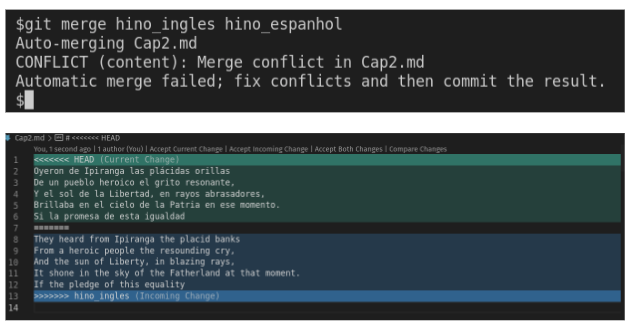 $git merge hino_ingles hino_espanhol
Auto-merging Cap2.md
CONFLICT (content): Merge conflict in Cap2.md
Automatic merge failed; fix conflicts and then commit the result.
$
Cap2.md > # <<<<<<< HEAD
You, 1 second ago | 1 author (You) | Accept Current Change | Accept Incoming Change | Accept Both Changes | Compare Changes
1 <<<<<<< HEAD (Current Change)
2 Oyeron de Ipiranga las plácidas orillas
3 De un pueblo heroico el grito resonante,
4 Y el sol de la Libertad, en rayos abrasadores,
5 Brillaba en el cielo de la Patria en ese momento.
6 Si la promesa de esta igualdad
7 =======
8 They heard from Ipiranga the placid banks
9 From a heroic people the resounding cry,
10 And the sun of Liberty, in blazing rays,
11 It shone in the sky of the Fatherland at that moment.
12 If the pledge of this equality
13 >>>>>>> hino_ingles (Incoming Change)
14